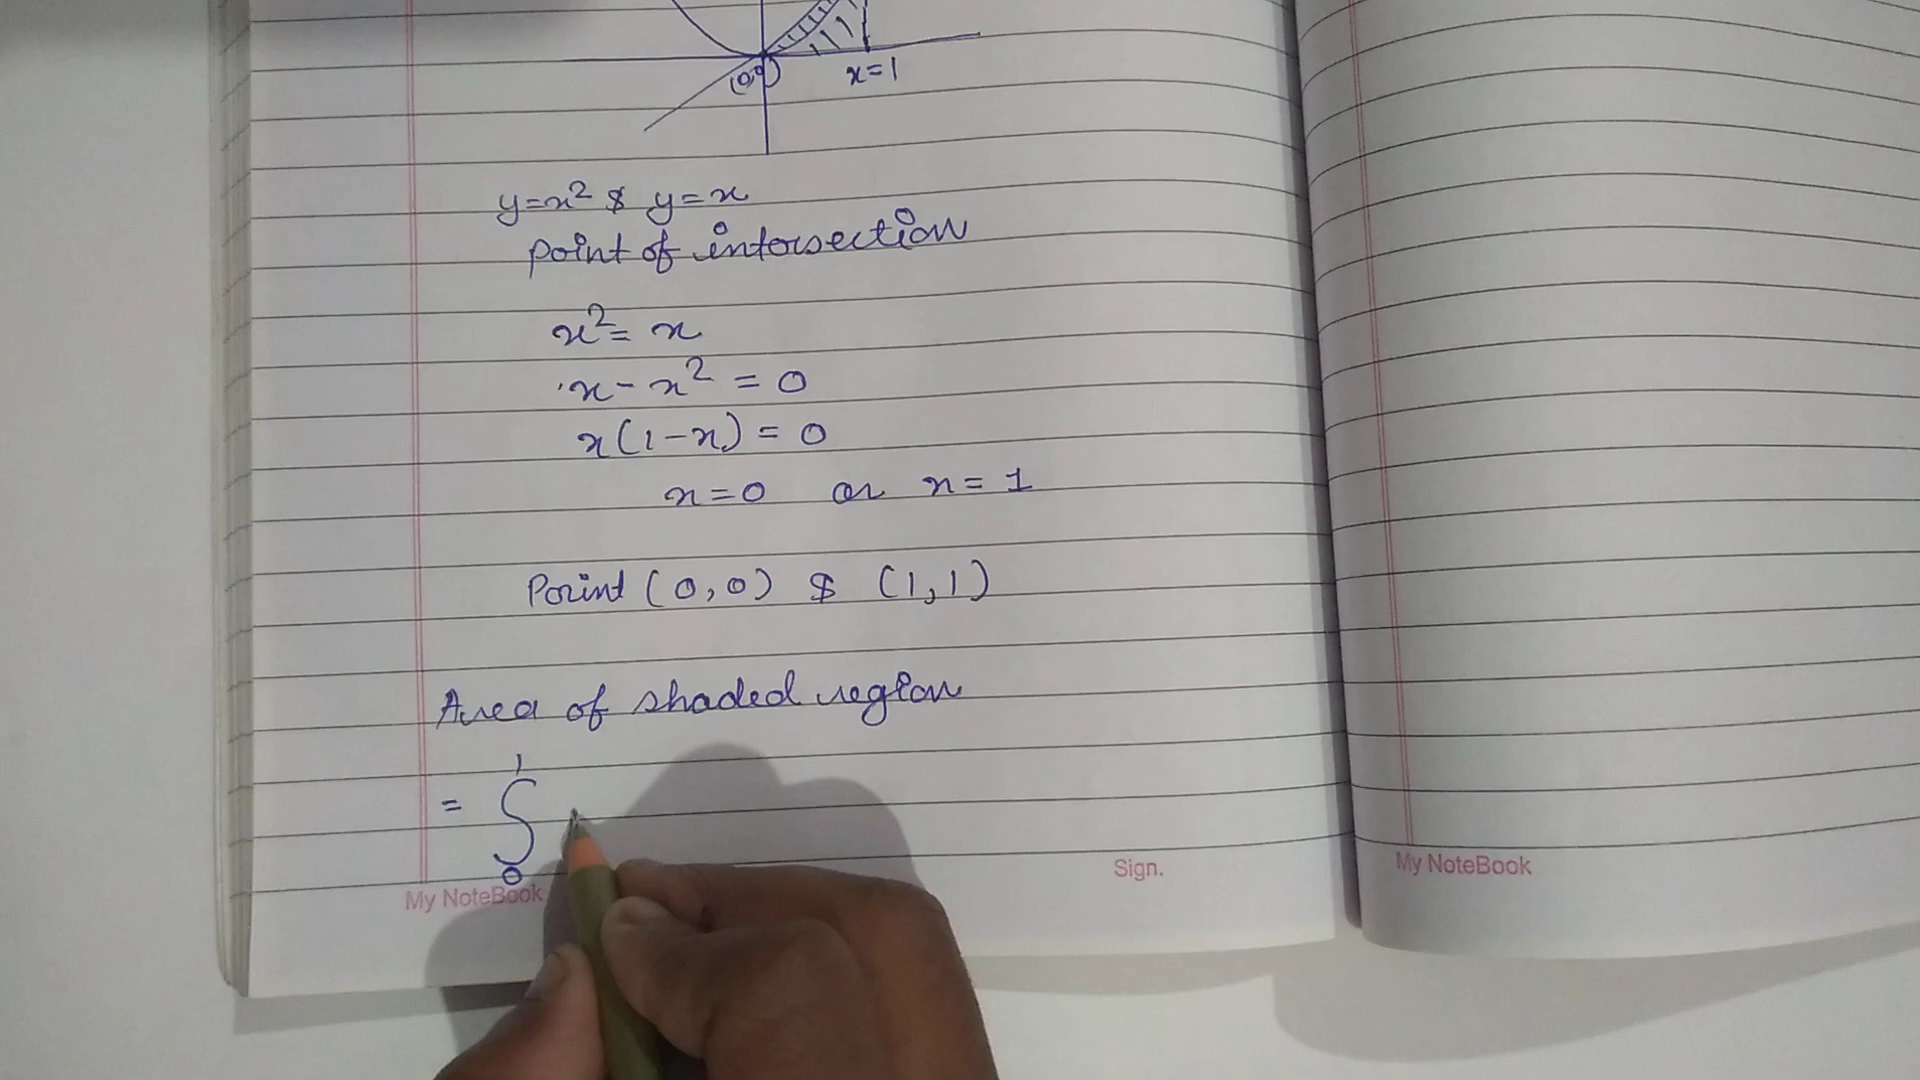 (0,0)
x=1
y=x² & y=x
point of intersection
x² = x
x - x² = 0
x(1-x) = 0
x=0 or x=1
Point (0,0) & (1,1)
Area of shaded region
= ∫₀¹
My NoteBook
Sign.
My NoteBook